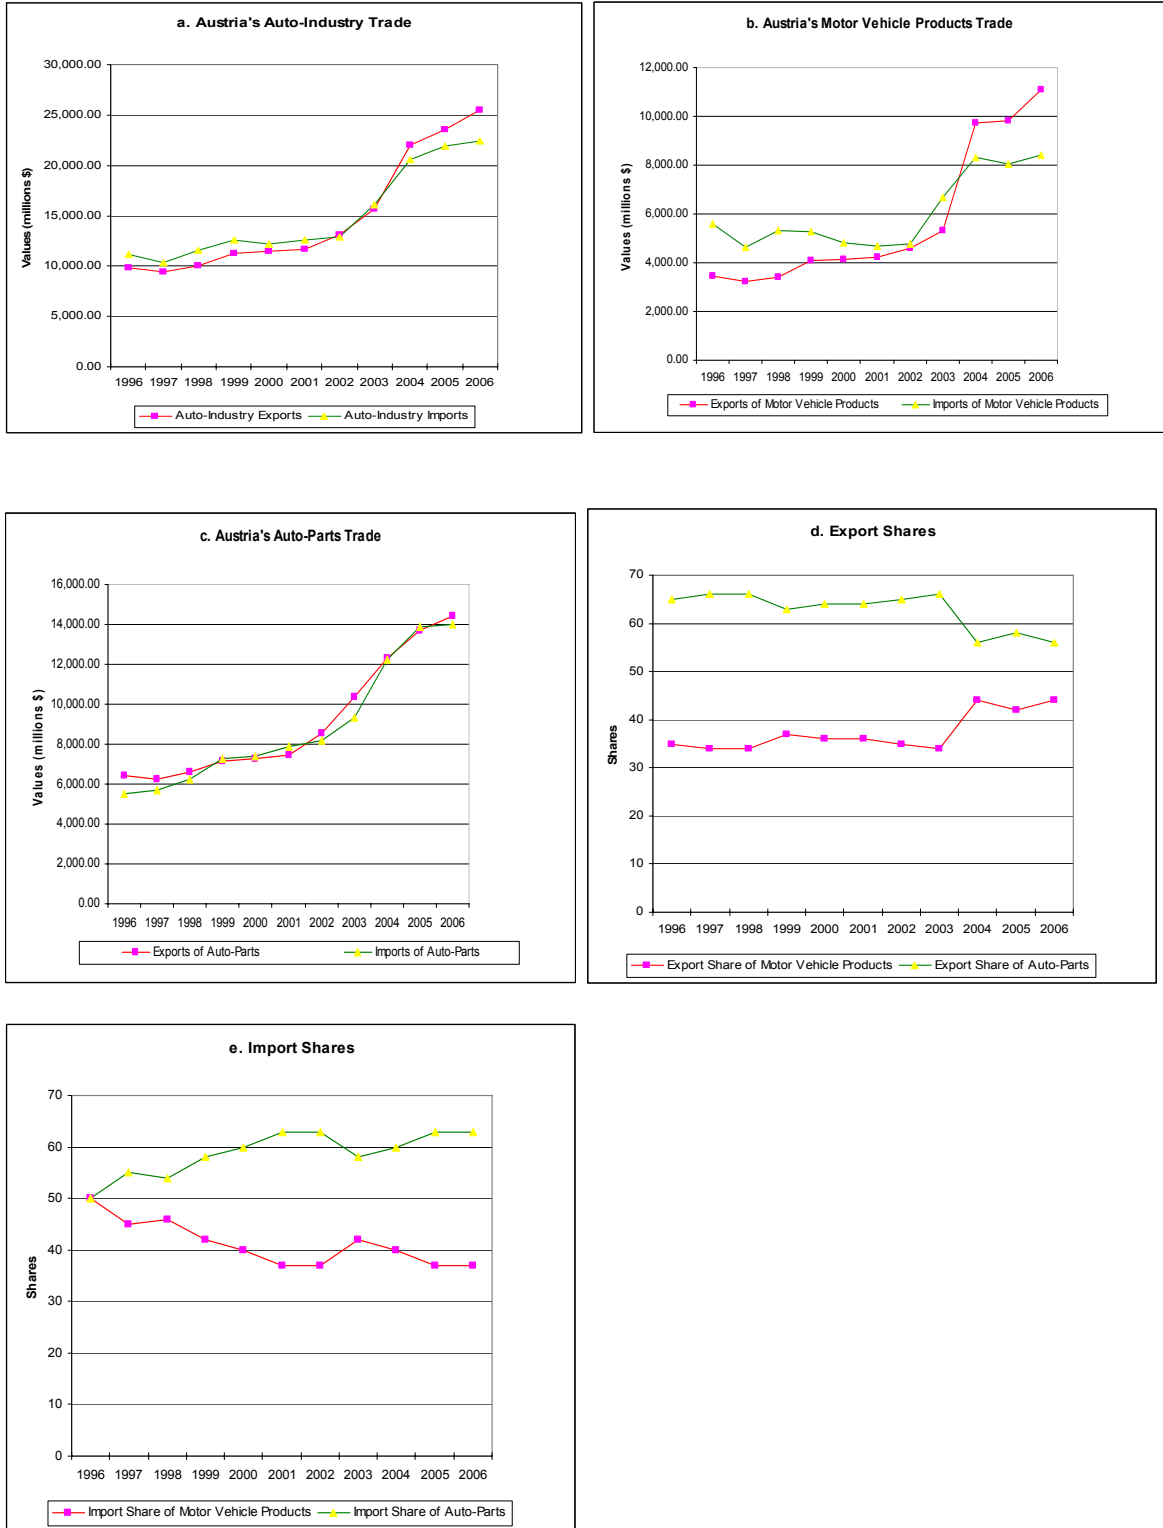 a. Austria's Auto-Industry Trade
Values (millions $)
30,000.00
25,000.00
20,000.00
15,000.00
10,000.00
5,000.00
0.00
1996 1997 1998 1999 2000 2001 2002 2003 2004 2005 2006
Auto-Industry Exports Auto-Industry Imports
b. Austria's Motor Vehicle Products Trade
Values (millions $)
12,000.00
10,000.00
8,000.00
6,000.00
4,000.00
2,000.00
0.00
1996 1997 1998 1999 2000 2001 2002 2003 2004 2005 2006
Exports of Motor Vehicle Products Imports of Motor Vehicle Products
c. Austria's Auto-Parts Trade
Values (millions $)
16,000.00
14,000.00
12,000.00
10,000.00
8,000.00
6,000.00
4,000.00
2,000.00
0.00
1996 1997 1998 1999 2000 2001 2002 2003 2004 2005 2006
Exports of Auto-Parts Imports of Auto-Parts
d. Export Shares
Shares
70
60
50
40
30
20
10
0
1996 1997 1998 1999 2000 2001 2002 2003 2004 2005 2006
Export Share of Motor Vehicle Products Export Share of Auto-Parts
e. Import Shares
Shares
70
60
50
40
30
20
10
0
1996 1997 1998 1999 2000 2001 2002 2003 2004 2005 2006
Import Share of Motor Vehicle Products Import Share of Auto-Parts